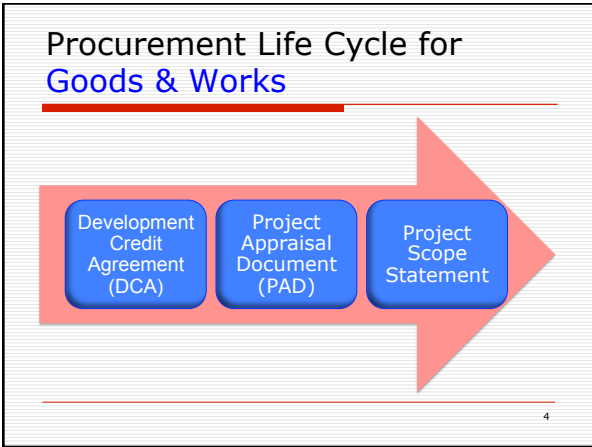 Procurement Life Cycle for
Goods & Works
Development
Credit
Agreement
(DCA)
Project
Appraisal
Document
(PAD)
Project
Scope
Statement
4